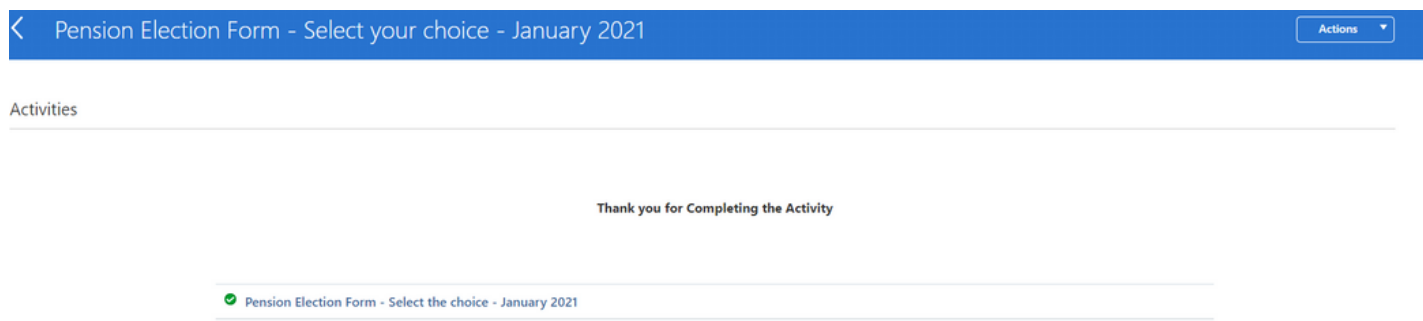 Pension Election Form - Select your choice - January 2021
Actions
Activities
Thank you for Completing the Activity
Pension Election Form - Select the choice - January 2021